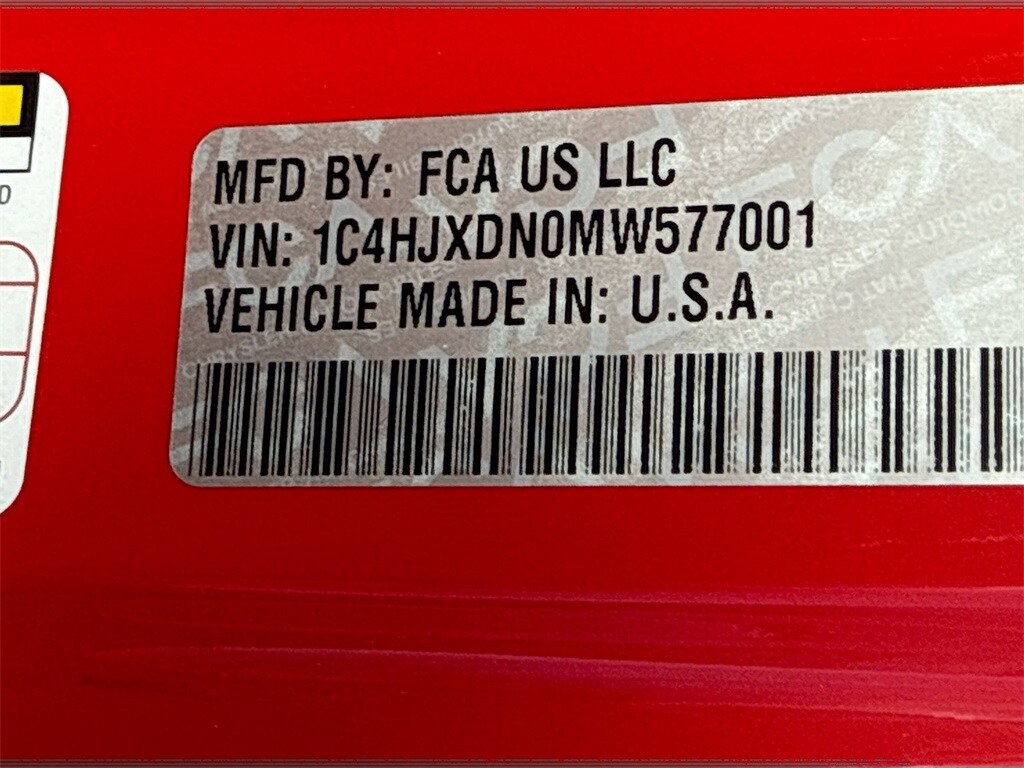 MFD BY: FCA US LLC
VIN: 1C4HJXDN0MW577001
VEHICLE MADE IN: U.S.A.
D